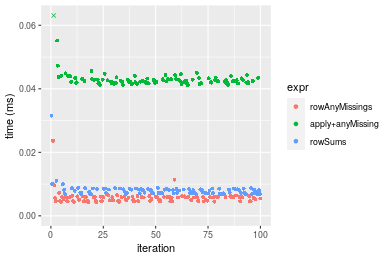 0.06
0.04
0.02
0.00
time (ms)
0
25
50
75
100
iteration
expr
rowAnyMissings
apply+anyMissing
rowSums